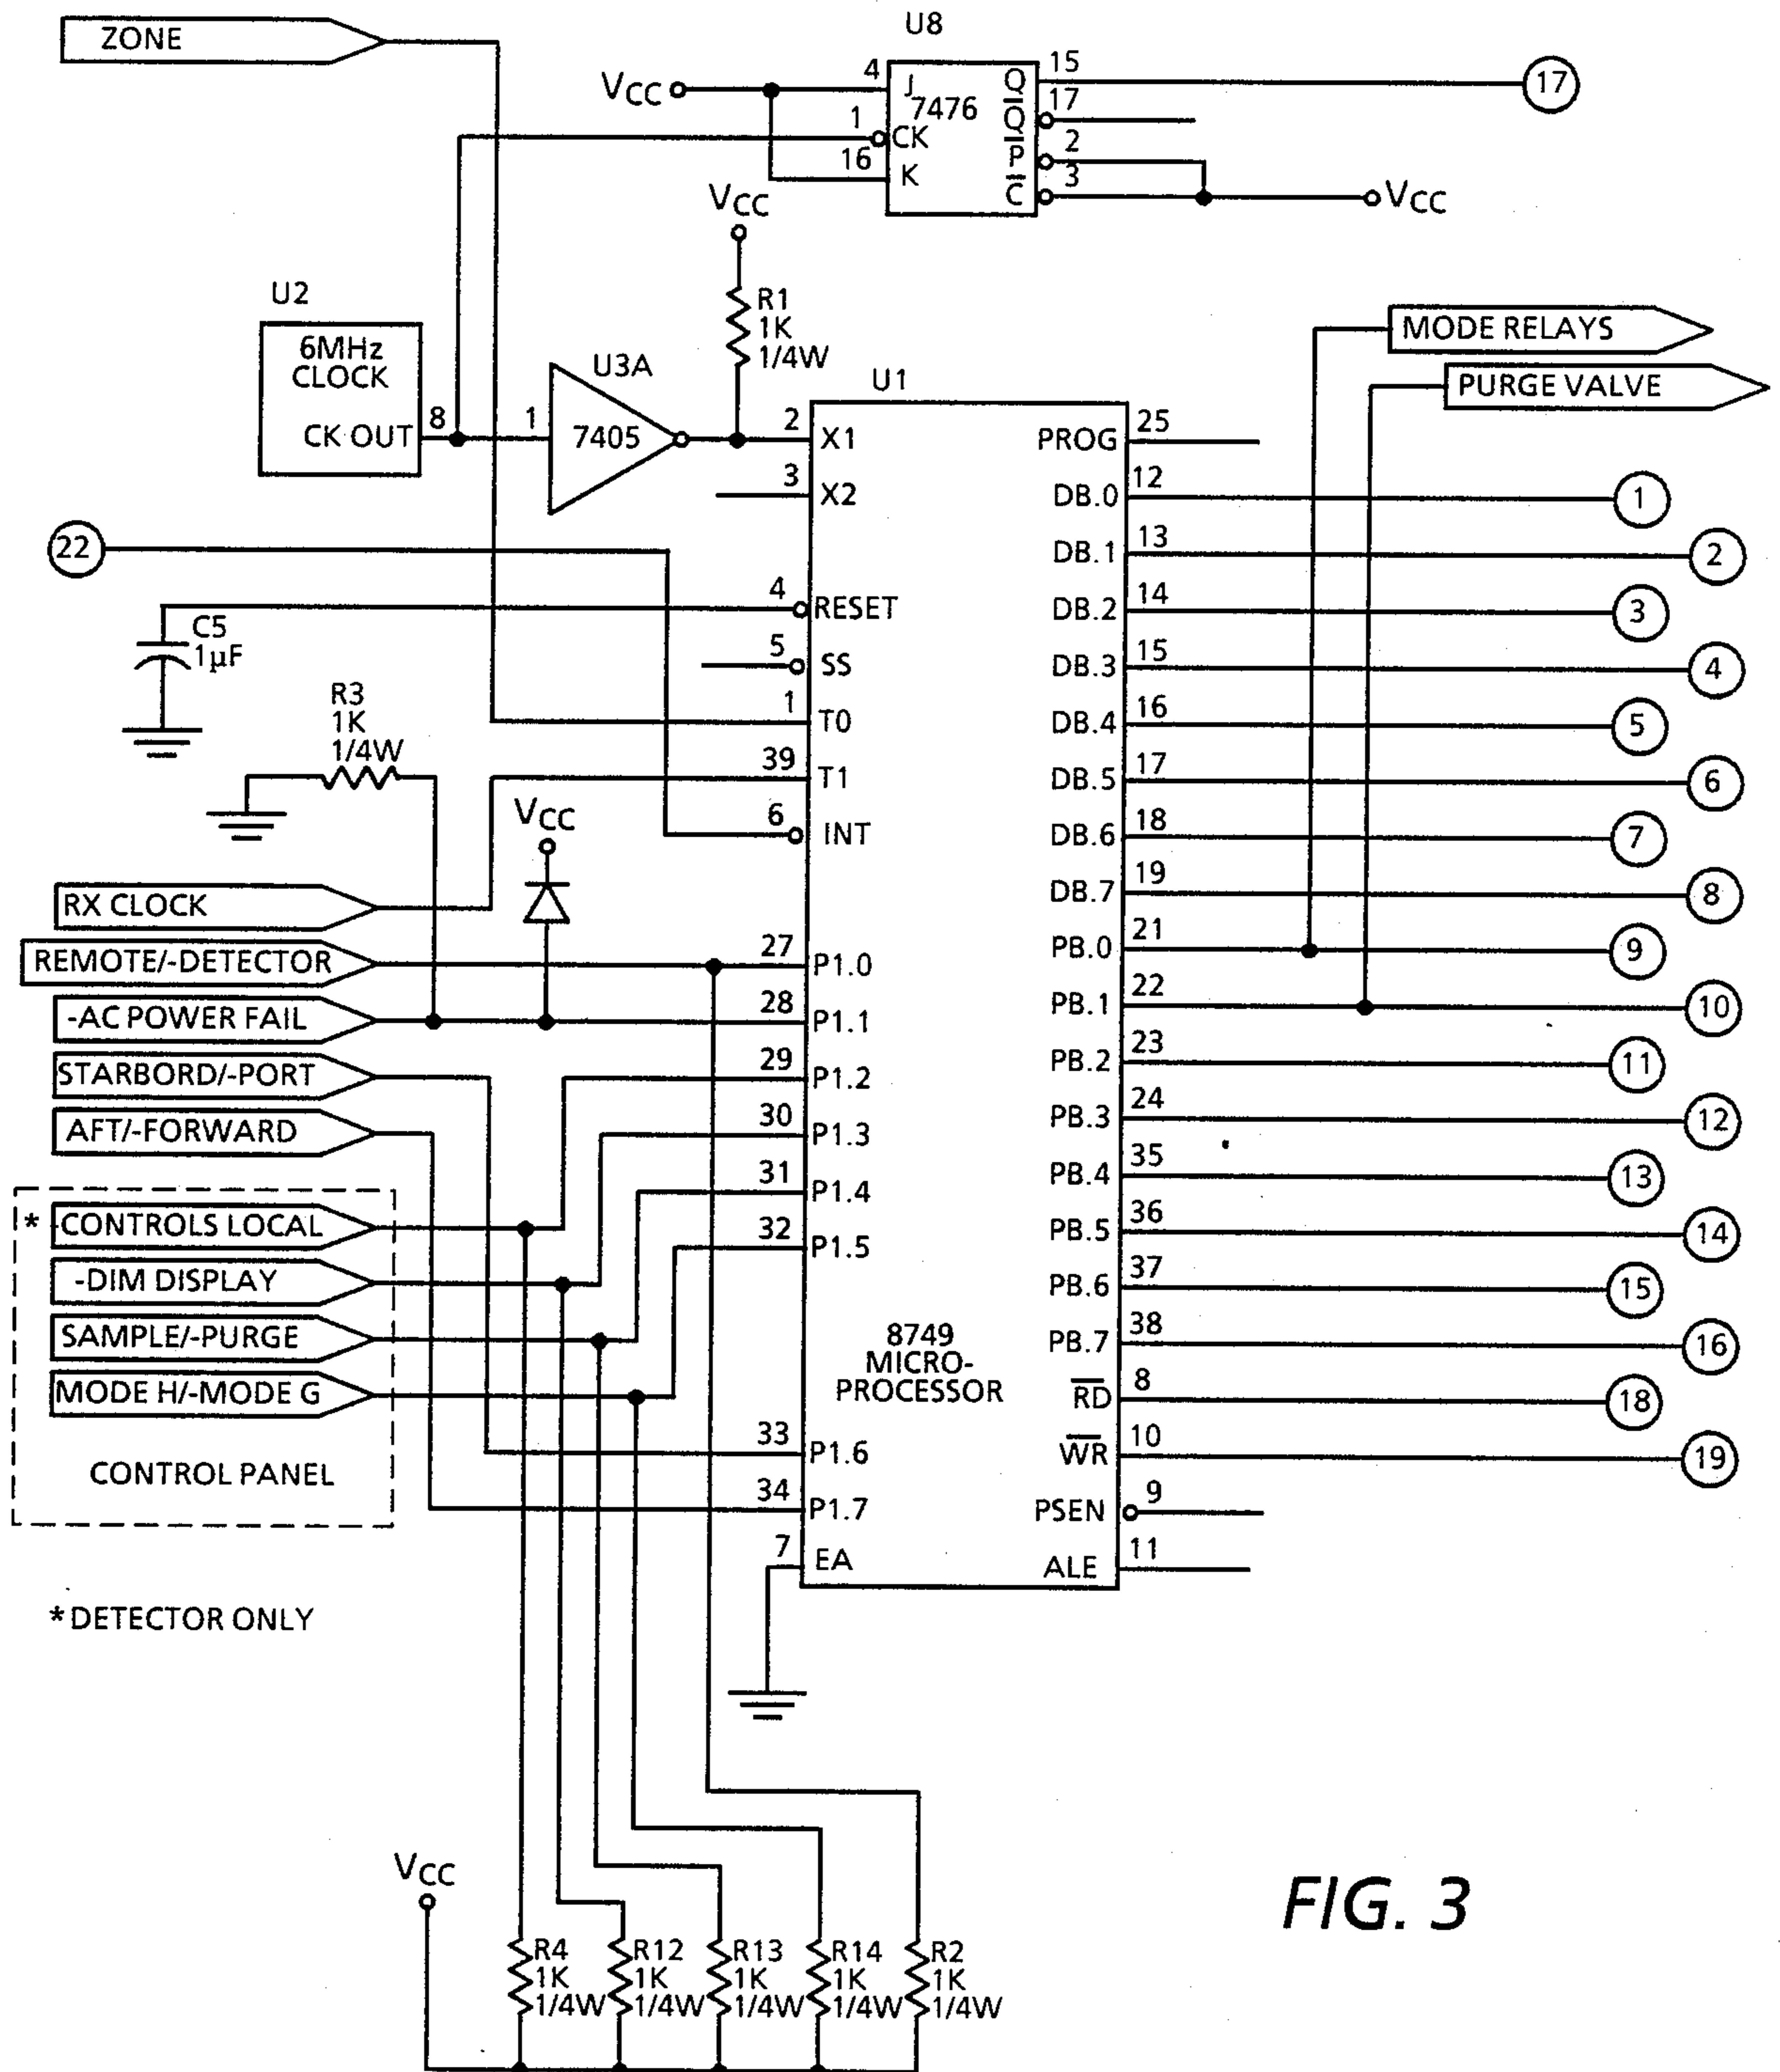 ZONE
U8
VCC
4
J
7476
Q
15
17
1
CK
Q̅
17
16
K
P̅
2
C̅
3
VCC
VCC
R1
1K
1/4W
U2
6MHz
CLOCK
CK OUT
8
1
U3A
7405
U1
MODE RELAYS
PURGE VALVE
2
X1
3
X2
22
4
RESET
C5
1µF
5
SS
1
T0
R3
1K
1/4W
39
T1
6
INT
VCC
RX CLOCK
REMOTE/-DETECTOR
27
P1.0
-AC POWER FAIL
28
P1.1
STARBORD/-PORT
29
P1.2
AFT/-FORWARD
30
P1.3
31
P1.4
* -CONTROLS LOCAL
32
P1.5
-DIM DISPLAY
SAMPLE/-PURGE
MODE H/-MODE G
CONTROL PANEL
33
P1.6
34
P1.7
7
EA
8749
MICRO-
PROCESSOR
PROG
25
DB.0
12
1
DB.1
13
2
DB.2
14
3
DB.3
15
4
DB.4
16
5
DB.5
17
6
DB.6
18
7
DB.7
19
8
PB.0
21
9
PB.1
22
10
PB.2
23
11
PB.3
24
12
PB.4
35
13
PB.5
36
14
PB.6
37
15
PB.7
38
16
R̅D̅
8
18
W̅R̅
10
19
PSEN
9
ALE
11
*DETECTOR ONLY
VCC
R4
1K
1/4W
R12
1K
1/4W
R13
1K
1/4W
R14
1K
1/4W
R2
1K
1/4W
FIG. 3